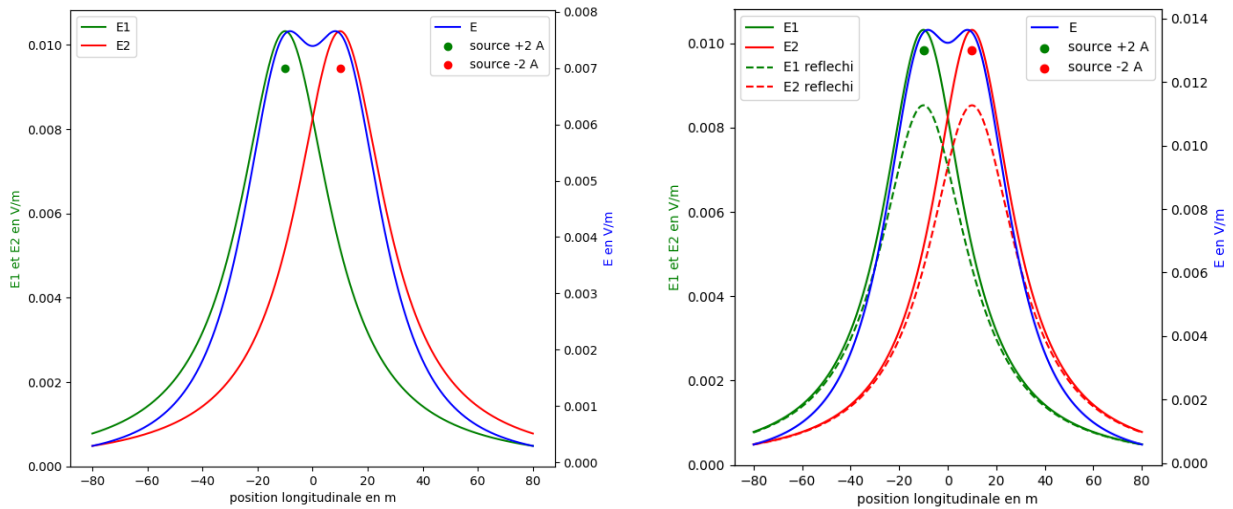 E1
E2
E
source +2 A
source -2 A
0.010
0.008
0.006
0.004
0.002
0.000
E1 et E2 en V/m
0.008
0.007
0.006
0.005
0.004
0.003
0.002
0.001
0.000
E en V/m
−80 −60 −40 −20 0 20 40 60 80
position longitudinale en m
E1
E2
E1 reflechi
E2 reflechi
E
source +2 A
source -2 A
0.010
0.008
0.006
0.004
0.002
0.000
E1 et E2 en V/m
0.014
0.012
0.010
0.008
0.006
0.004
0.002
0.000
E en V/m
−80 −60 −40 −20 0 20 40 60 80
position longitudinale en m